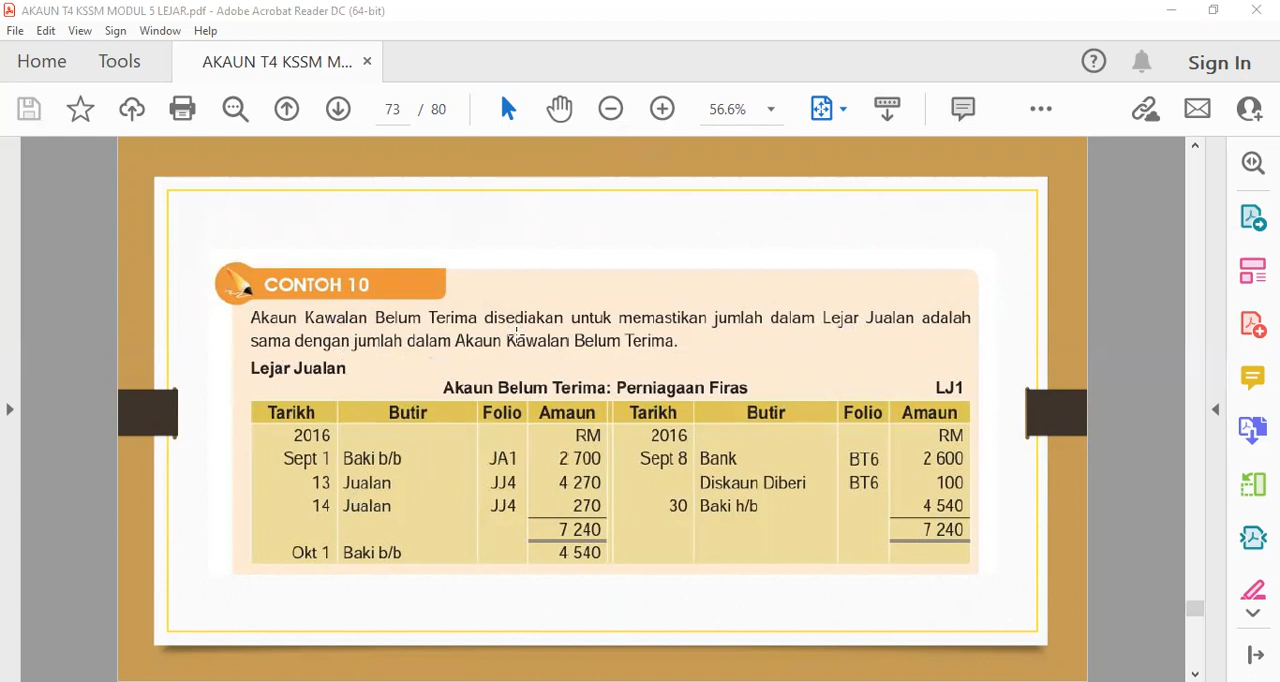 AKAUN T4 KSSM MODUL 5 LEJAR.pdf - Adobe Acrobat Reader DC (64-bit)
File Edit View Sign Window Help
Home Tools AKAUN T4 KSSM M... × Sign In
73 / 80 56.6%
CONTOH 10
Akaun Kawalan Belum Terima disediakan untuk memastikan jumlah dalam Lejar Jualan adalah
sama dengan jumlah dalam Akaun Kawalan Belum Terima.
Lejar Jualan
Akaun Belum Terima: Perniagaan Firas LJ1
Tarikh Butir Folio Amaun Tarikh Butir Folio Amaun
2016 RM 2016 RM
Sept 1 Baki b/b JA1 2 700 Sept 8 Bank BT6 2 600
13 Jualan JJ4 4 270 Diskaun Diberi BT6 100
14 Jualan JJ4 270 30 Baki h/b 4 540
7 240 7 240
Okt 1 Baki b/b 4 540